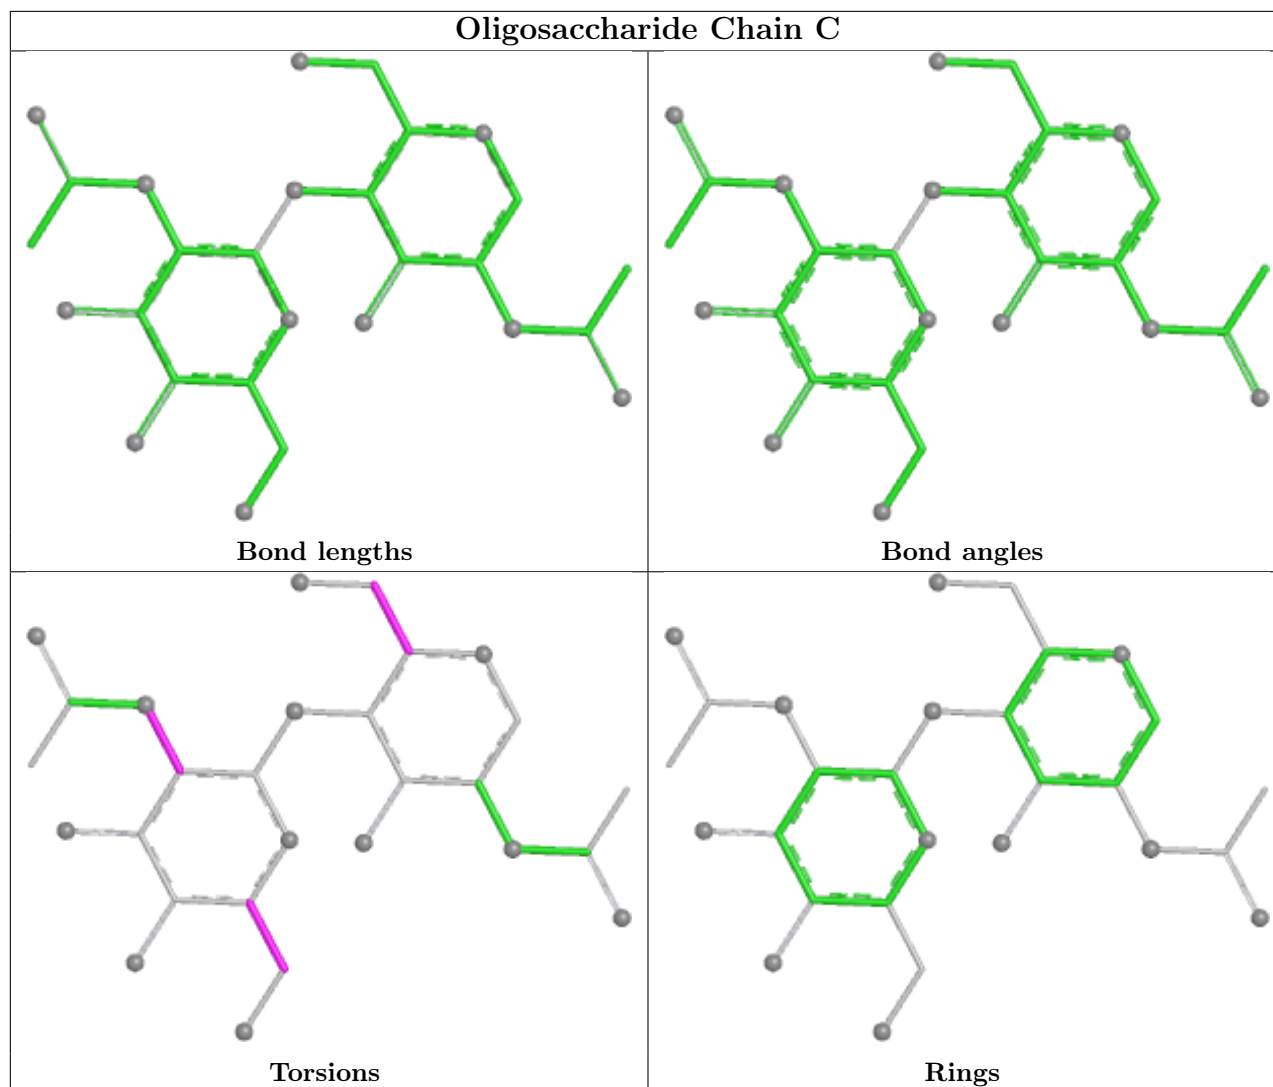 Oligosaccharide Chain C
Bond lengths
Bond angles
Torsions
Rings